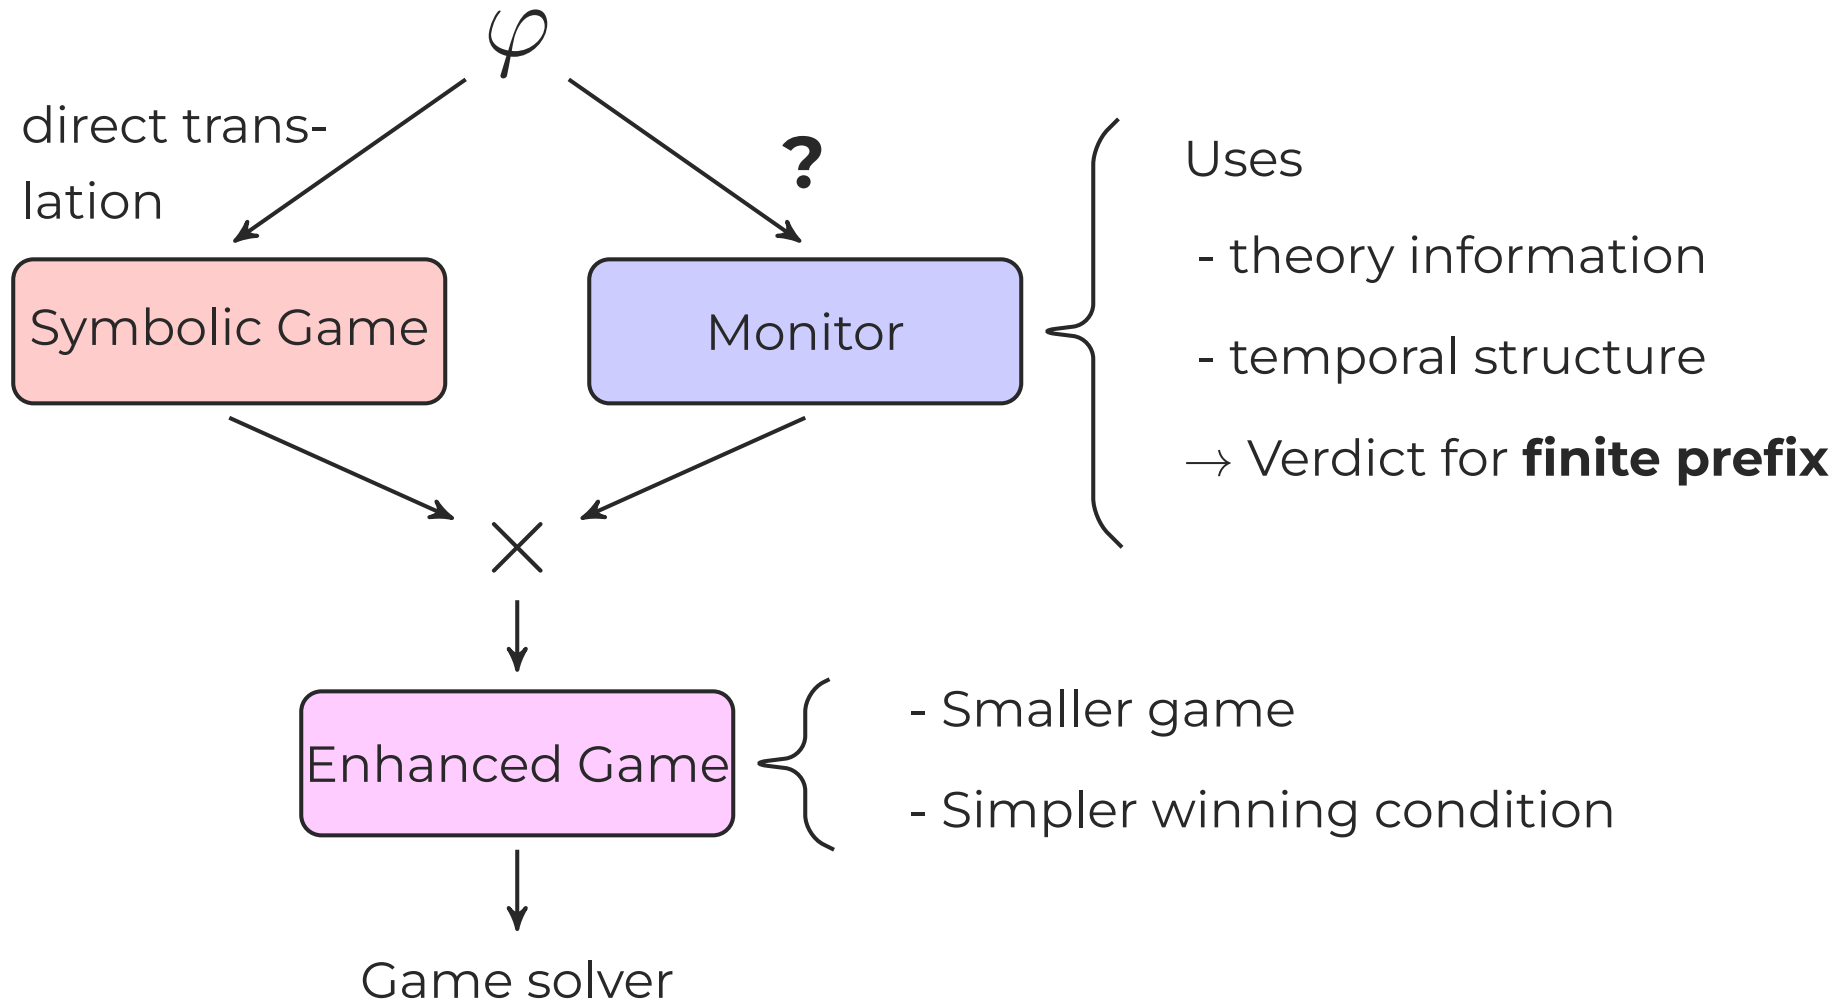 φ
direct trans-
lation
?
Symbolic Game
Monitor
Uses
- theory information
- temporal structure
→ Verdict for finite prefix
×
Enhanced Game
- Smaller game
- Simpler winning condition
Game solver